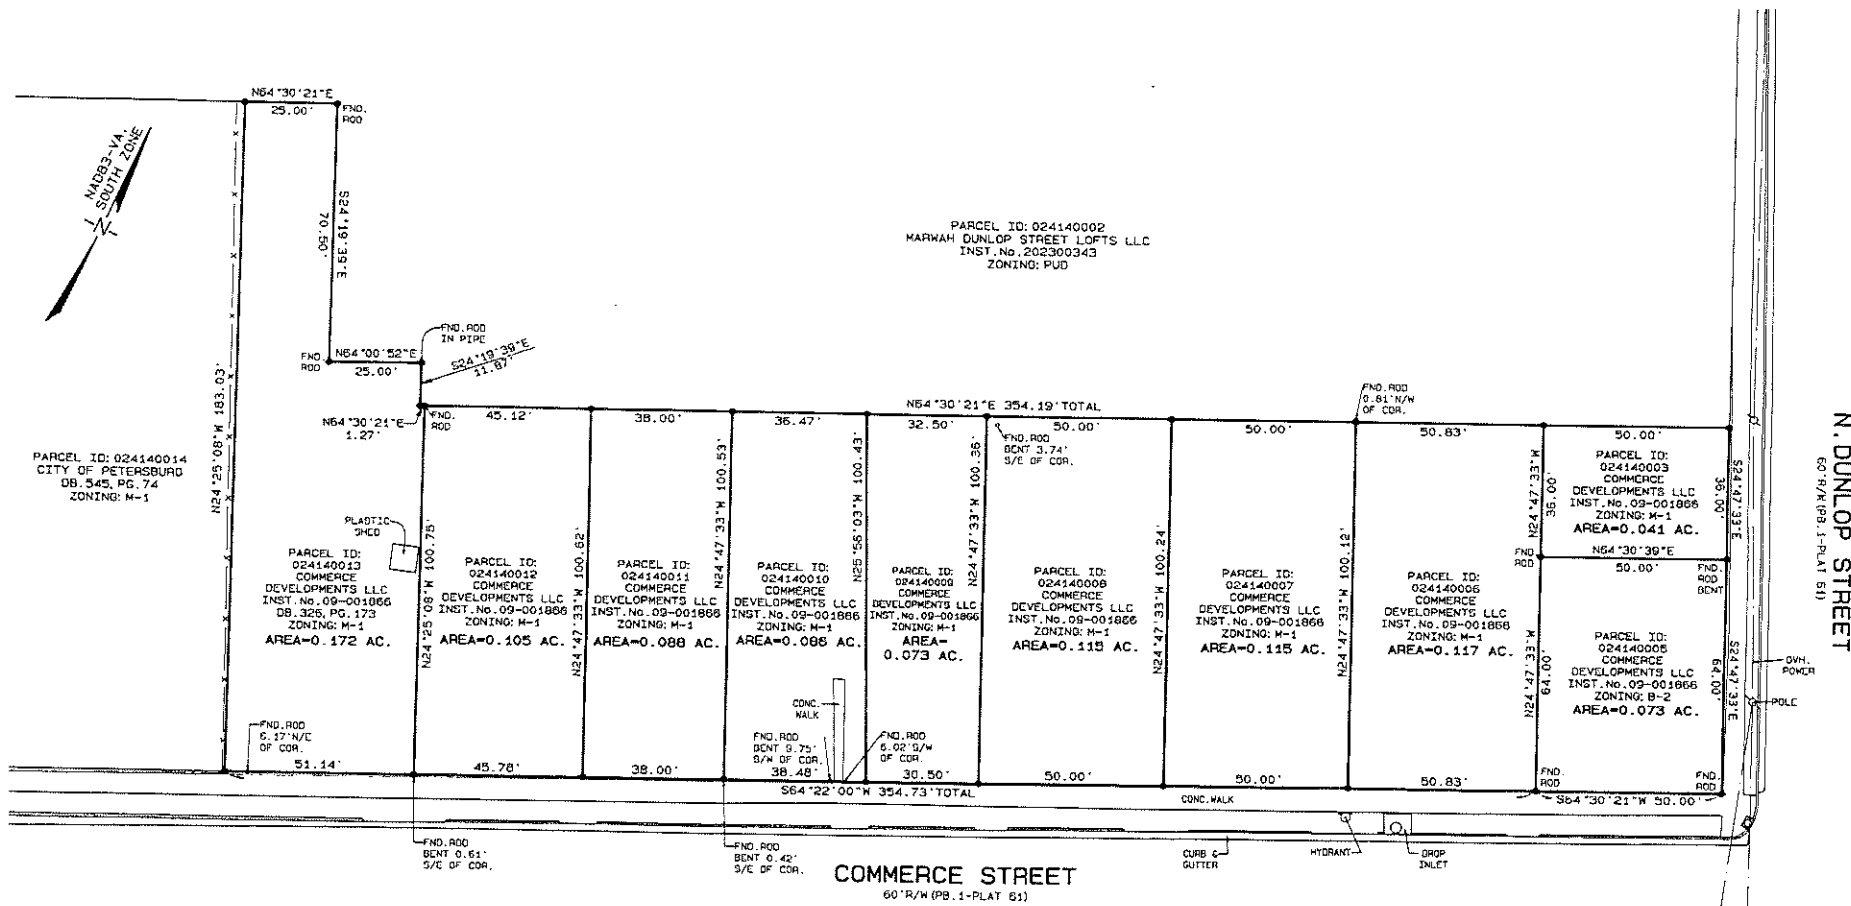 N64°30'21"E
25.00'
FND.
ROD
NAD83-VA.
SOUTH ZONE
N
S24°19'39"E
70.50'
PARCEL ID: 024140002
MARWAH DUNLOP STREET LOFTS LLC
INST.No.202300343
ZONING: PUD
FND.ROD
IN PIPE
N64°00'52"E
25.00'
FND.
ROD
S24°19'39"E
11.87'
N64°30'21"E
1.27'
FND.
ROD
N64°30'21"E 354.19'TOTAL
45.12'
38.00'
36.47'
32.50'
50.00'
50.00'
50.83'
50.00'
FND.ROD
0.81'N/W
OF COR.
FND.ROD
BENT 3.74'
S/E OF COR.
PARCEL ID: 024140014
CITY OF PETERSBURG
DB.545, PG.74
ZONING: M-1
N24°25'08"W 183.03'
PLASTIC
SHED
PARCEL ID:
024140013
COMMERCE
DEVELOPMENTS LLC
INST.No.09-001866
DB.326, PG.173
ZONING: M-1
AREA=0.172 AC.
N24°25'08"W 100.75'
PARCEL ID:
024140012
COMMERCE
DEVELOPMENTS LLC
INST.No.09-001866
ZONING: M-1
AREA=0.105 AC.
N24°47'33"W 100.62'
PARCEL ID:
024140011
COMMERCE
DEVELOPMENTS LLC
INST.No.09-001866
ZONING: M-1
AREA=0.088 AC.
N24°47'33"W 100.53'
PARCEL ID:
024140010
COMMERCE
DEVELOPMENTS LLC
INST.No.09-001866
ZONING: M-1
AREA=0.086 AC.
N25°56'03"W 100.43'
PARCEL ID:
024140009
COMMERCE
DEVELOPMENTS LLC
INST.No.09-001866
ZONING: M-1
AREA=
0.073 AC.
N24°47'33"W 100.36'
PARCEL ID:
024140008
COMMERCE
DEVELOPMENTS LLC
INST.No.09-001866
ZONING: M-1
AREA=0.115 AC.
N24°47'33"W 100.24'
PARCEL ID:
024140007
COMMERCE
DEVELOPMENTS LLC
INST.No.09-001866
ZONING: M-1
AREA=0.115 AC.
N24°47'33"W 100.12'
PARCEL ID:
024140006
COMMERCE
DEVELOPMENTS LLC
INST.No.09-001866
ZONING: M-1
AREA=0.117 AC.
N24°47'33"W
36.00'
PARCEL ID:
024140003
COMMERCE
DEVELOPMENTS LLC
INST.No.09-001866
ZONING: M-1
AREA=0.041 AC.
S24°47'33"E
36.00'
N64°30'39"E
50.00'
FND
ROD
FND.
ROD
BENT
N24°47'33"W
64.00'
PARCEL ID:
024140005
COMMERCE
DEVELOPMENTS LLC
INST.No.09-001866
ZONING: B-2
AREA=0.073 AC.
S24°47'33"E
64.00'
OVH.
POWER
POLE
N.DUNLOP STREET
60'R/W(PB.1-PLAT 61)
FND.ROD
6.17'N/E
OF COR.
CONC.
WALK
FND.ROD
BENT 9.75'
S/W OF COR.
FND.ROD
6.02'S/W
OF COR.
FND.
ROD
FND.
ROD
51.14'
45.78'
38.00'
38.48'
30.50'
50.00'
50.00'
50.83'
S64°22'00"W 354.73'TOTAL
CONC.WALK
S64°30'21"W 50.00'
FND.ROD
BENT 0.61'
S/E OF COR.
FND.ROD
BENT 0.42'
S/E OF COR.
CURB &
GUTTER
HYDRANT
DROP
INLET
COMMERCE STREET
60'R/W(PB.1-PLAT 61)